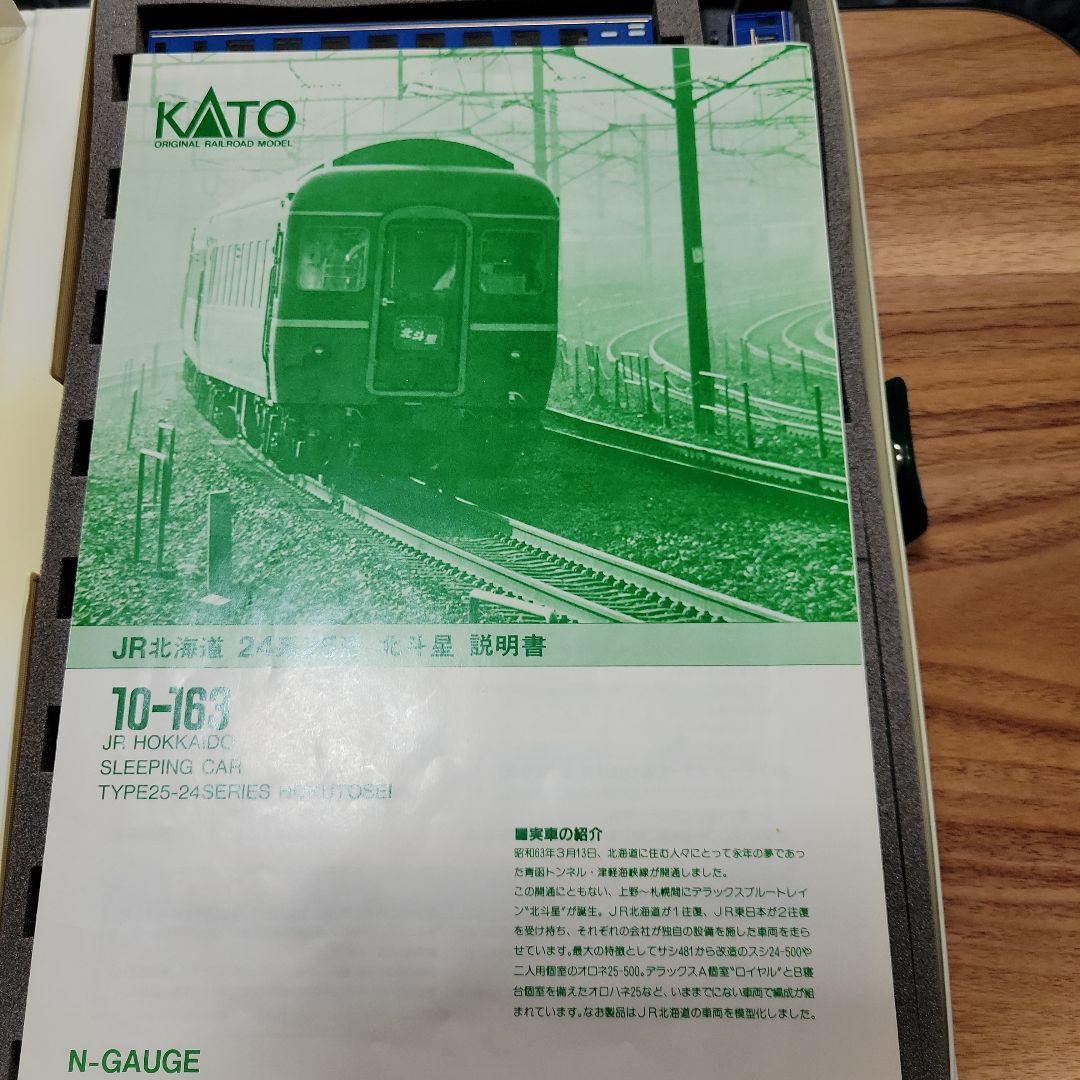 KATO
ORIGINAL RAILROAD MODEL
北斗星
JR北海道 24系25形 北斗星 説明書
10-163
JR HOKKAIDO
SLEEPING CAR
TYPE25-24SERIES HOKUTOSEI
■実車の紹介
昭和63年3月13日、北海道に住む人々にとって永年の夢であっ
た青函トンネル・津軽海峡線が開通しました。
この開通にともない、上野～札幌間にデラックスブルートレイ
ン"北斗星"が誕生。JR北海道が1往復、JR東日本が2往復
を受け持ち、それぞれの会社が独自の設備を施した車両を走ら
せています。最大の特徴としてサシ481から改造のスシ24-500や
二人用個室のオロネ25-500。デラックスA個室"ロイヤル"とB寝
台個室を備えたオロハネ25など、いままでにない車両で編成が組
まれています。なお製品はJR北海道の車両を模型化しました。
N-GAUGE